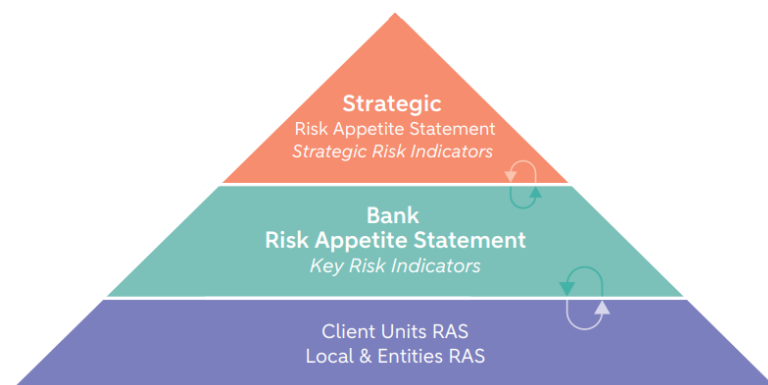 Strategic
Risk Appetite Statement
Strategic Risk Indicators
Bank
Risk Appetite Statement
Key Risk Indicators
Client Units RAS
Local & Entities RAS